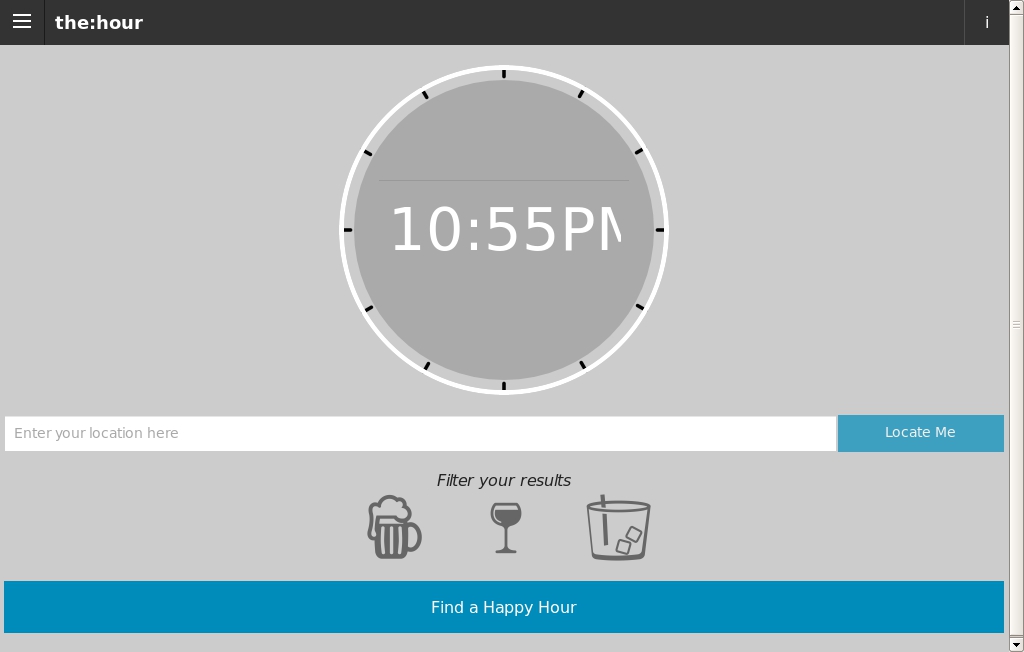 the:hour
i
10:55PM
Enter your location here
Locate Me
Filter your results
Find a Happy Hour